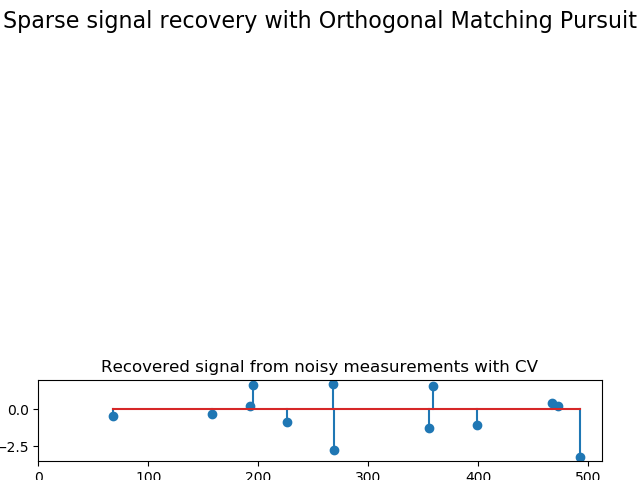 Sparse signal recovery with Orthogonal Matching Pursuit
Recovered signal from noisy measurements with CV
0.0
−2.5
0 100 200 300 400 500